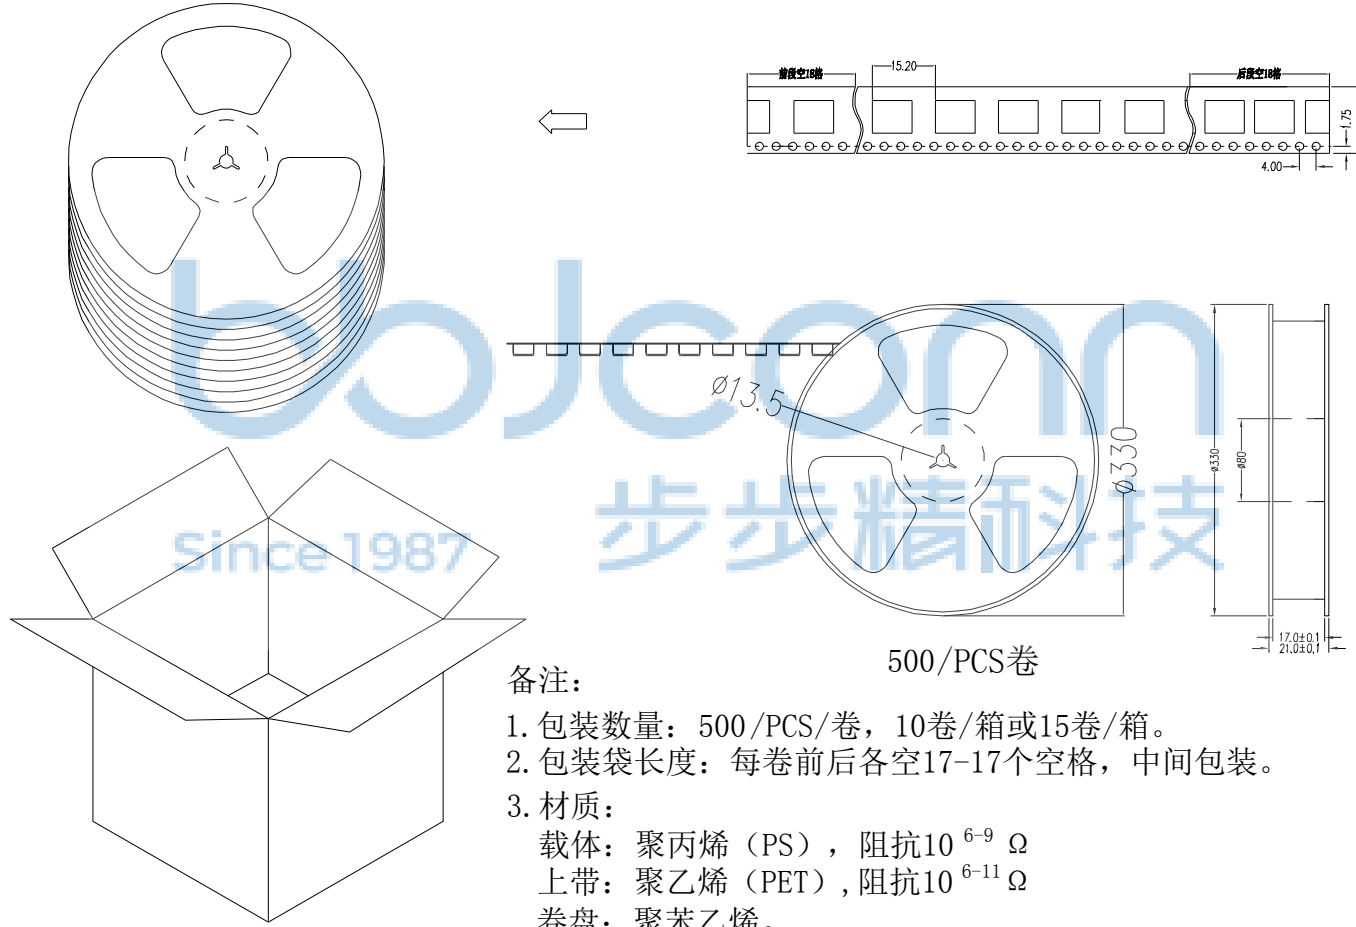 前段空18格
15.20
后段空18格
1.75
4.00
bbjconn
ø13.5
ø330
ø330
ø80
步步精科技
Since 1987
17.0±0.1
21.0±0.1
500/PCS卷
备注:
1.包装数量: 500/PCS/卷, 10卷/箱或15卷/箱。
2.包装袋长度: 每卷前后各空17-17个空格, 中间包装。
3.材质:
载体: 聚丙烯 (PS) , 阻抗10 6-9 Ω
上带: 聚乙烯 (PET) ,阻抗10 6-11 Ω
卷盘: 聚苯乙烯。